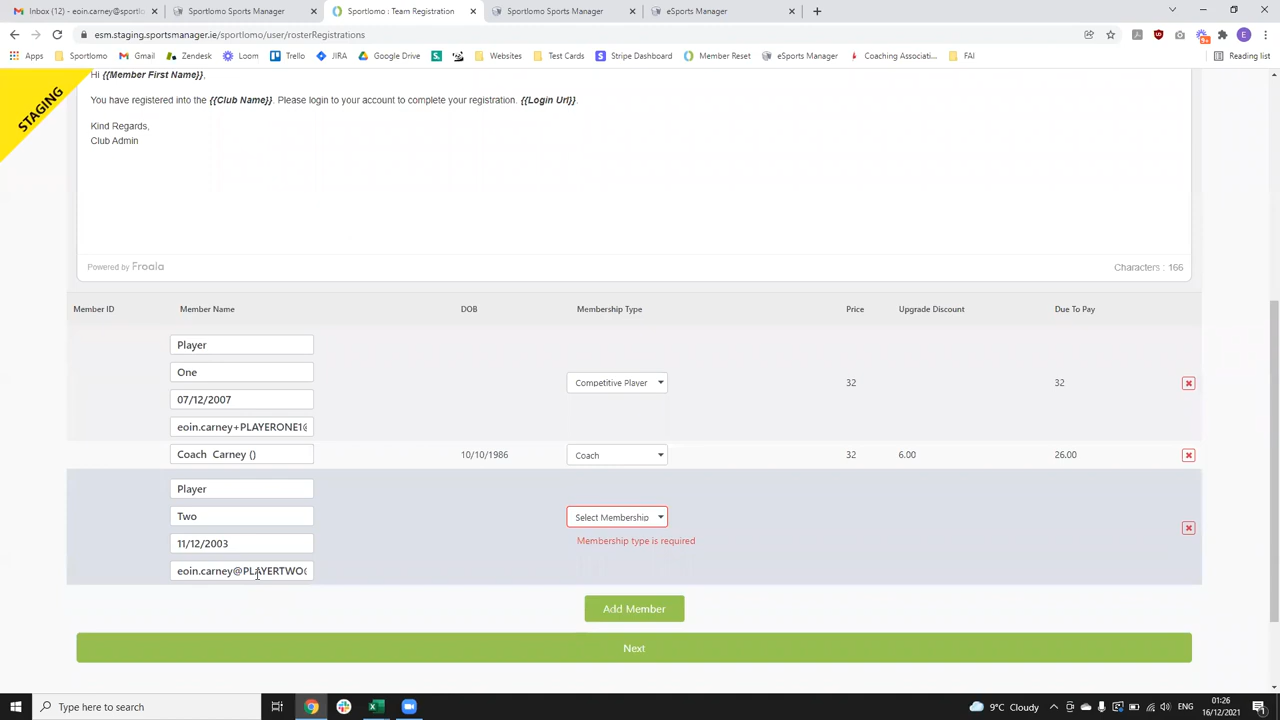 Inbox (12) - eoin.carney@sportlo
Sportlomo Sports Manager
Sportlomo : Team Registration
Sportlomo Sports Manager
eSports Manager
esm.staging.sportsmanager.ie/sportlomo/user/rosterRegistrations
Apps
Sportlomo
Gmail
Zendesk
Loom
Trello
JIRA
Google Drive
Websites
Test Cards
Stripe Dashboard
Member Reset
eSports Manager
Coaching Associati...
FAI
Reading list
STAGING
Hi {{Member First Name}},
You have registered into the {{Club Name}}. Please login to your account to complete your registration. {{Login Url}}.
Kind Regards,
Club Admin
Powered by Froala
Characters : 166
Member ID Member Name DOB Membership Type Price Upgrade Discount Due To Pay
Player
One
07/12/2007
eoin.carney+PLAYERONE1@
Competitive Player
32
32
Coach Carney ()
10/10/1986
Coach
32
6.00
26.00
Player
Two
11/12/2003
eoin.carney@PLAYERTWO@
Select Membership
Membership type is required
Add Member
Next
Type here to search
9°C Cloudy
ENG
01:26
16/12/2021